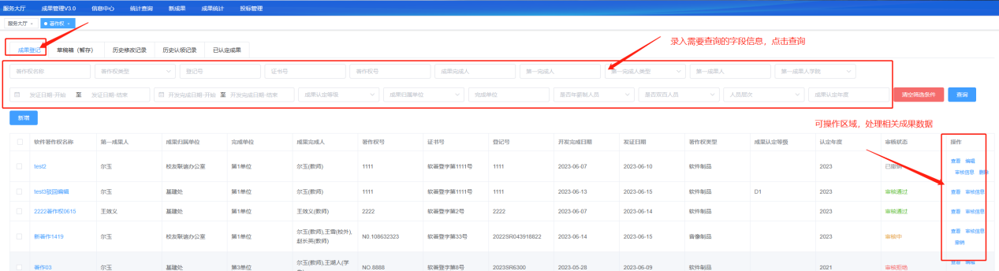 服务大厅 成果管理V3.0 信息中心 统计查询 新成果 成果统计 投标管理
服务大厅 × 著作权 ×
录入需要查询的字段信息，点击查询
成果登记 草稿箱（暂存） 历史修改记录 历史认领记录 已认定成果
著作权名称 著作权类型 登记号 证书号 著作权号 成果完成人 第一完成人 第一完成人类型 第一成果人 第一成果人学院
发证日期-开始 至 发证日期-结束 开发完成日期-开始 至 开发完成日期-结束 成果认定等级 成果归属单位 完成单位 是否年薪制人员 是否双百人员 人员层次 成果认定年度 清空筛选条件 查询
新增
可操作区域，处理相关成果数据
软件著作权名称 第一成果人 成果归属单位 完成单位 成果完成人 著作权号 证书号 登记号 开发完成日期 发证日期 著作权类型 成果认定等级 认定年度 审核状态 操作
test2 尔玉 校友联谊办公室 第1单位 尔玉(教师) 1111 软著登字第1111号 1111 2023-06-07 2023-06-10 软件制品 2023 已撤销 查看 编辑
审核信息 删除
test3驳回编辑 尔玉 基建处 第1单位 尔玉(教师) 1111 软著登字第1111号 1111 2023-06-13 2023-06-15 软件制品 D1 2023 审核通过 查看 审核信息
2222著作权0615 王效义 基建处 第1单位 王效义(教师) 2222 软著登字第2号 2222 2023-06-07 2023-06-14 软件制品 2023 审核通过 查看 审核信息
新著作1419 尔玉 校友联谊办公室 第1单位 尔玉(教师),王雪(校外),
赵长英(教师) N0.108632323 软著登字第33号 2022SR043918822 2023-06-14 2023-06-15 音像制品 2023 审核中 查看 审核信息
撤销
著作03 尔玉 基建处 第3单位 尔玉(教师),王湖人(学 NO.8888 软著登字第8号 2023SR6300 2023-05-28 2023-06-09 软件制品 2021 审核拒绝 查看 编辑